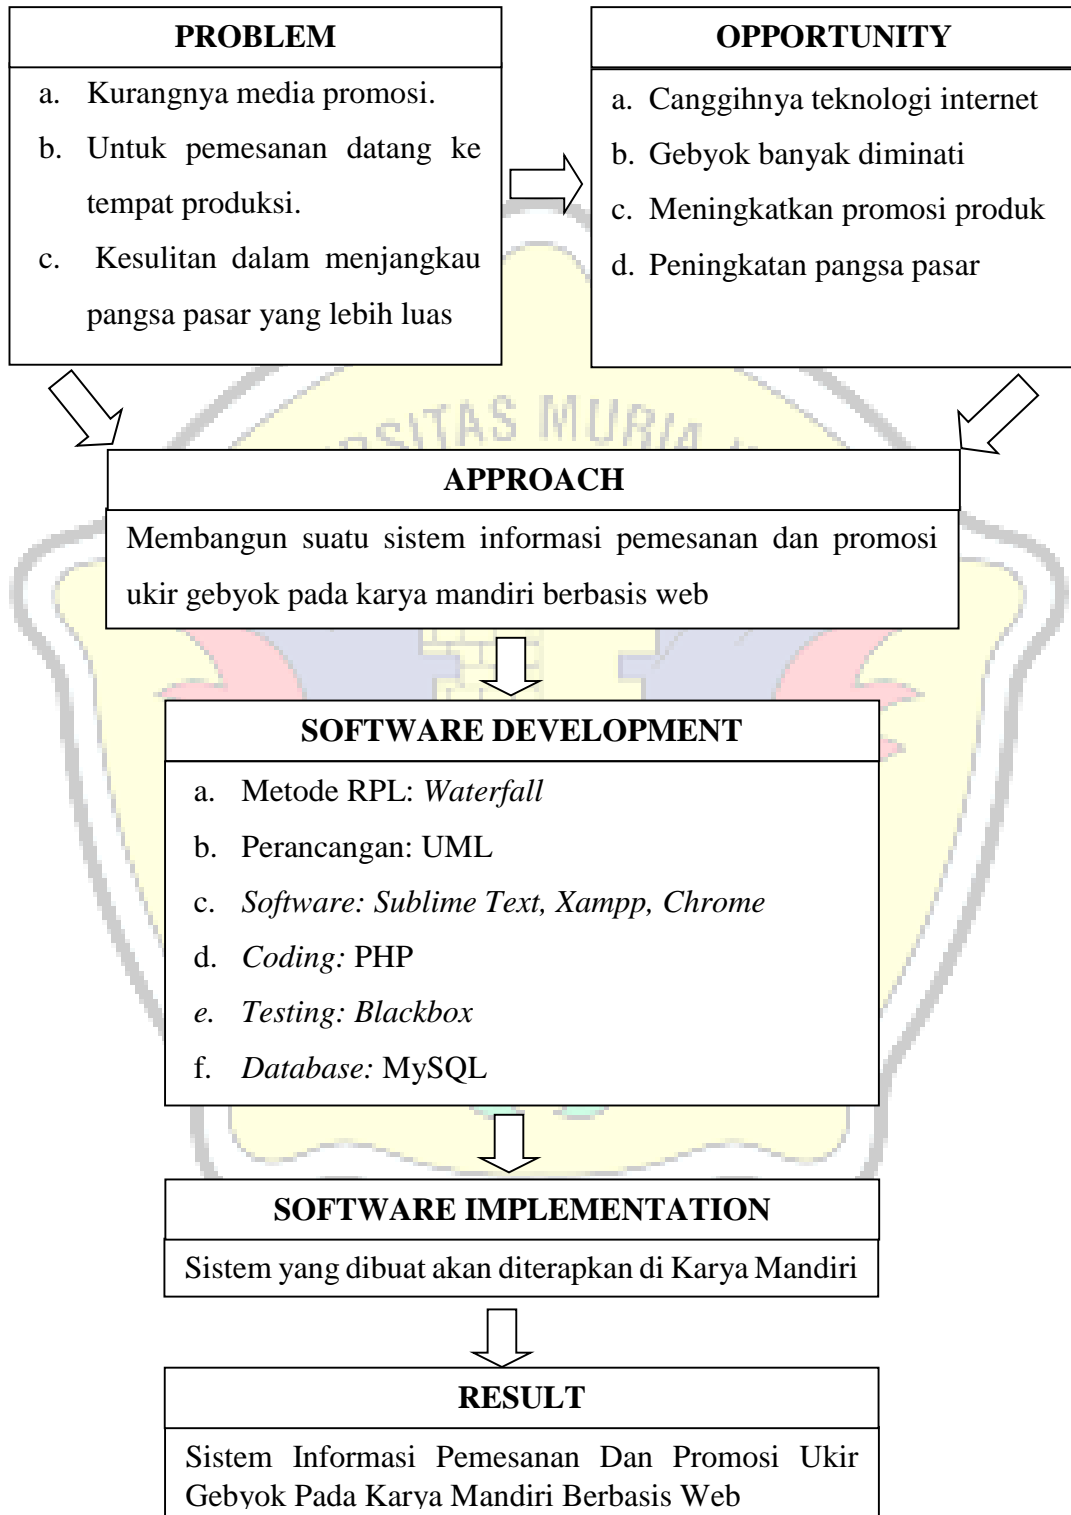 PROBLEM
a. Kurangnya media promosi.
b. Untuk pemesanan datang ke
tempat produksi.
c. Kesulitan dalam menjangkau
pangsa pasar yang lebih luas
OPPORTUNITY
a. Canggihnya teknologi internet
b. Gebyok banyak diminati
c. Meningkatkan promosi produk
d. Peningkatan pangsa pasar
MURIA
APPROACH
Membangun suatu sistem informasi pemesanan dan promosi
ukir gebyok pada karya mandiri berbasis web
SOFTWARE DEVELOPMENT
a. Metode RPL: Waterfall
b. Perancangan: UML
c. Software: Sublime Text, Xampp, Chrome
d. Coding: PHP
e. Testing: Blackbox
f. Database: MySQL
SOFTWARE IMPLEMENTATION
Sistem yang dibuat akan diterapkan di Karya Mandiri
RESULT
Sistem Informasi Pemesanan Dan Promosi Ukir
Gebyok Pada Karya Mandiri Berbasis Web